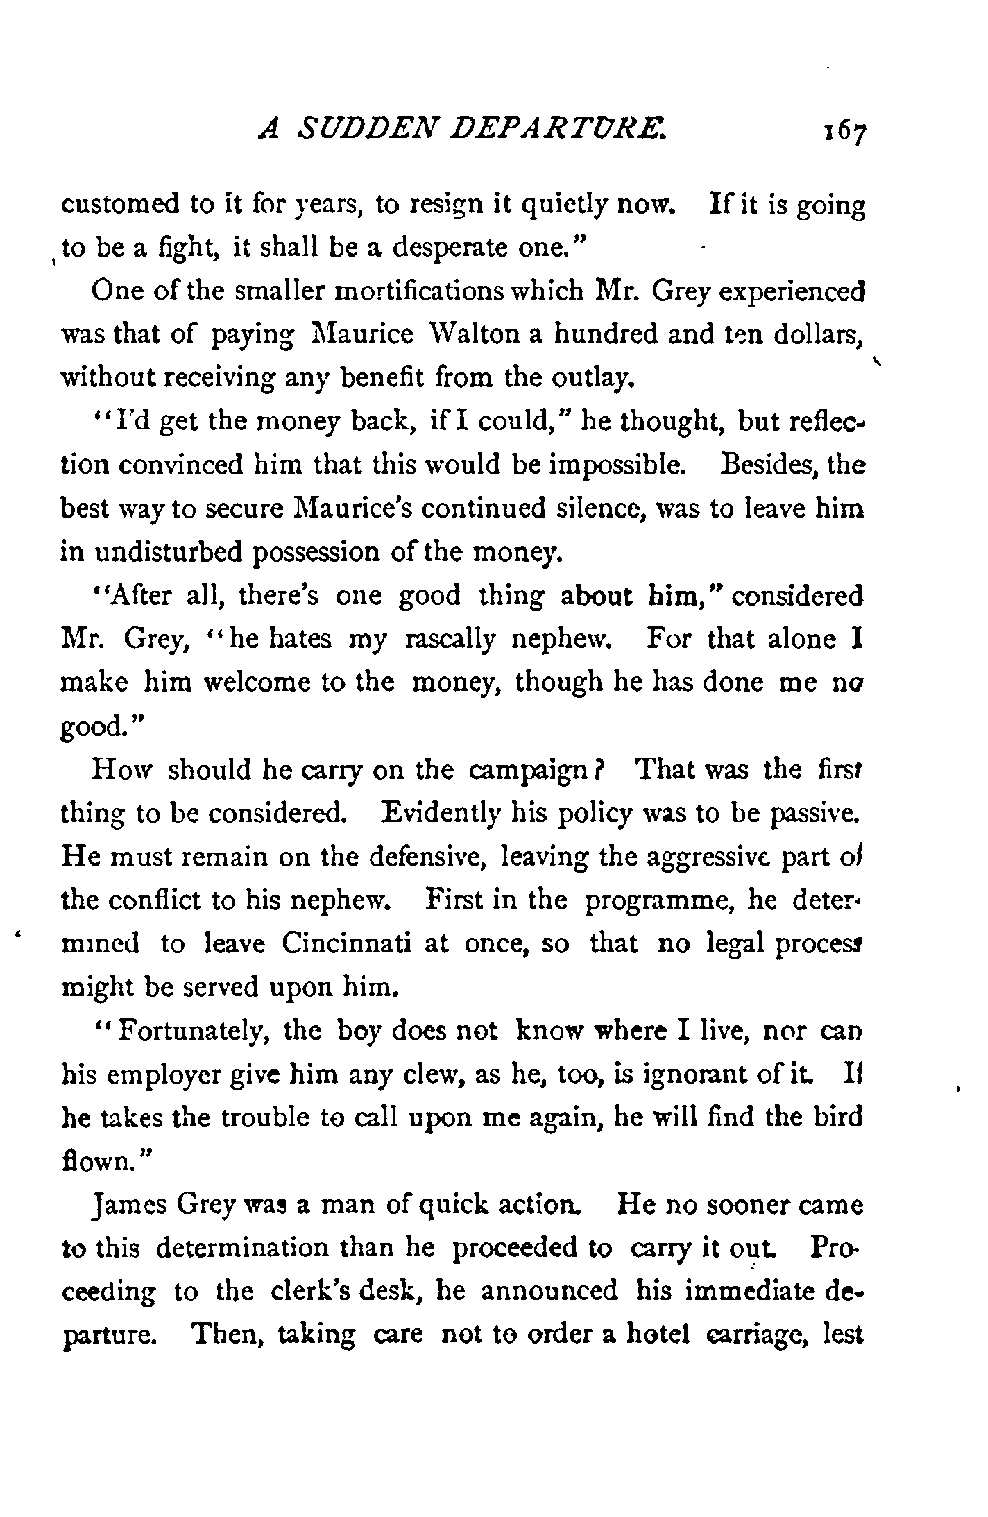 A SUDDEN DEPARTURE. 167
customed to it for years, to resign it quietly now. If it is going
to be a fight, it shall be a desperate one."
One of the smaller mortifications which Mr. Grey experienced
was that of paying Maurice Walton a hundred and ten dollars,
without receiving any benefit from the outlay.
"I'd get the money back, if I could," he thought, but reflec-
tion convinced him that this would be impossible. Besides, the
best way to secure Maurice's continued silence, was to leave him
in undisturbed possession of the money.
"After all, there's one good thing about him," considered
Mr. Grey, "he hates my rascally nephew. For that alone I
make him welcome to the money, though he has done me no
good."
How should he carry on the campaign? That was the first
thing to be considered. Evidently his policy was to be passive.
He must remain on the defensive, leaving the aggressive part of
the conflict to his nephew. First in the programme, he deter-
mined to leave Cincinnati at once, so that no legal process
might be served upon him.
"Fortunately, the boy does not know where I live, nor can
his employer give him any clew, as he, too, is ignorant of it. If
he takes the trouble to call upon me again, he will find the bird
flown."
James Grey was a man of quick action. He no sooner came
to this determination than he proceeded to carry it out. Pro-
ceeding to the clerk's desk, he announced his immediate de-
parture. Then, taking care not to order a hotel carriage, lest